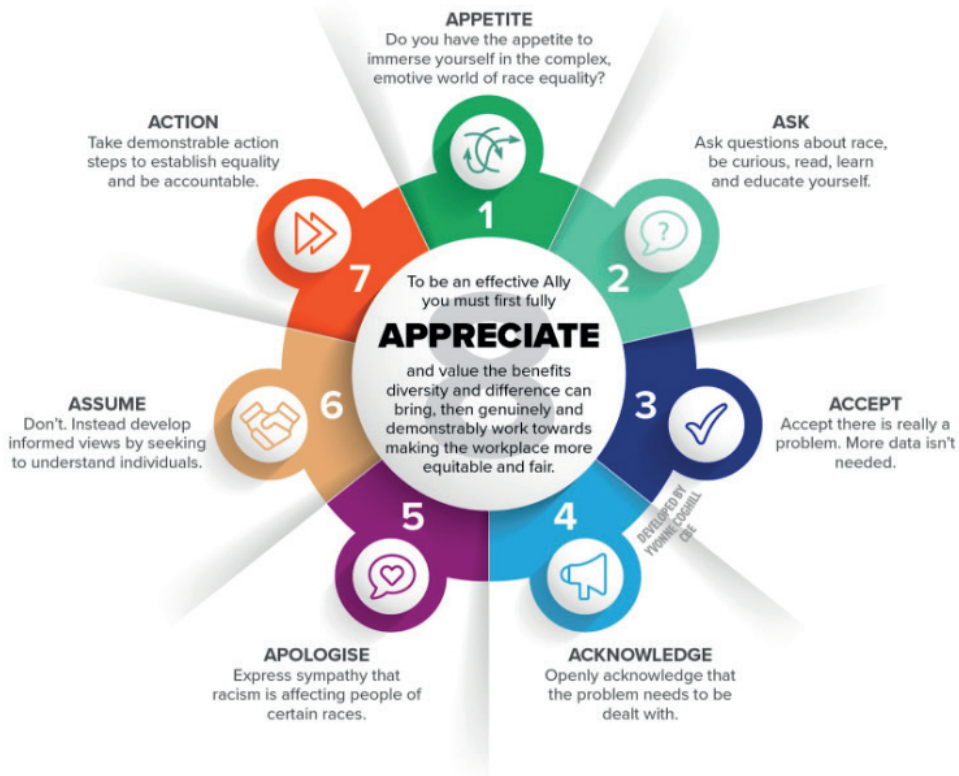 APPETITE
Do you have the appetite to
immerse yourself in the complex,
emotive world of race equality?
1
ASK
Ask questions about race,
be curious, read, learn
and educate yourself.
?
2
ACCEPT
Accept there is really a
problem. More data isn't
needed.
3
DEVELOPED BY
YVONNE COGHILL
CBE
ACKNOWLEDGE
Openly acknowledge that
the problem needs to be
dealt with.
4
APOLOGISE
Express sympathy that
racism is affecting people of
certain races.
5
ASSUME
Don't. Instead develop
informed views by seeking
to understand individuals.
6
ACTION
Take demonstrable action
steps to establish equality
and be accountable.
7
8
To be an effective Ally
you must first fully
APPRECIATE
and value the benefits
diversity and difference can
bring, then genuinely and
demonstrably work towards
making the workplace more
equitable and fair.